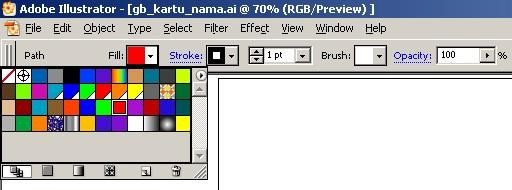 Adobe Illustrator - [gb_kartu_nama.ai @ 70% (RGB/Preview) ]
File Edit Object Type Select Filter Effect View Window Help
Path Fill: Stroke: 1 pt Brush: Opacity: 100 %